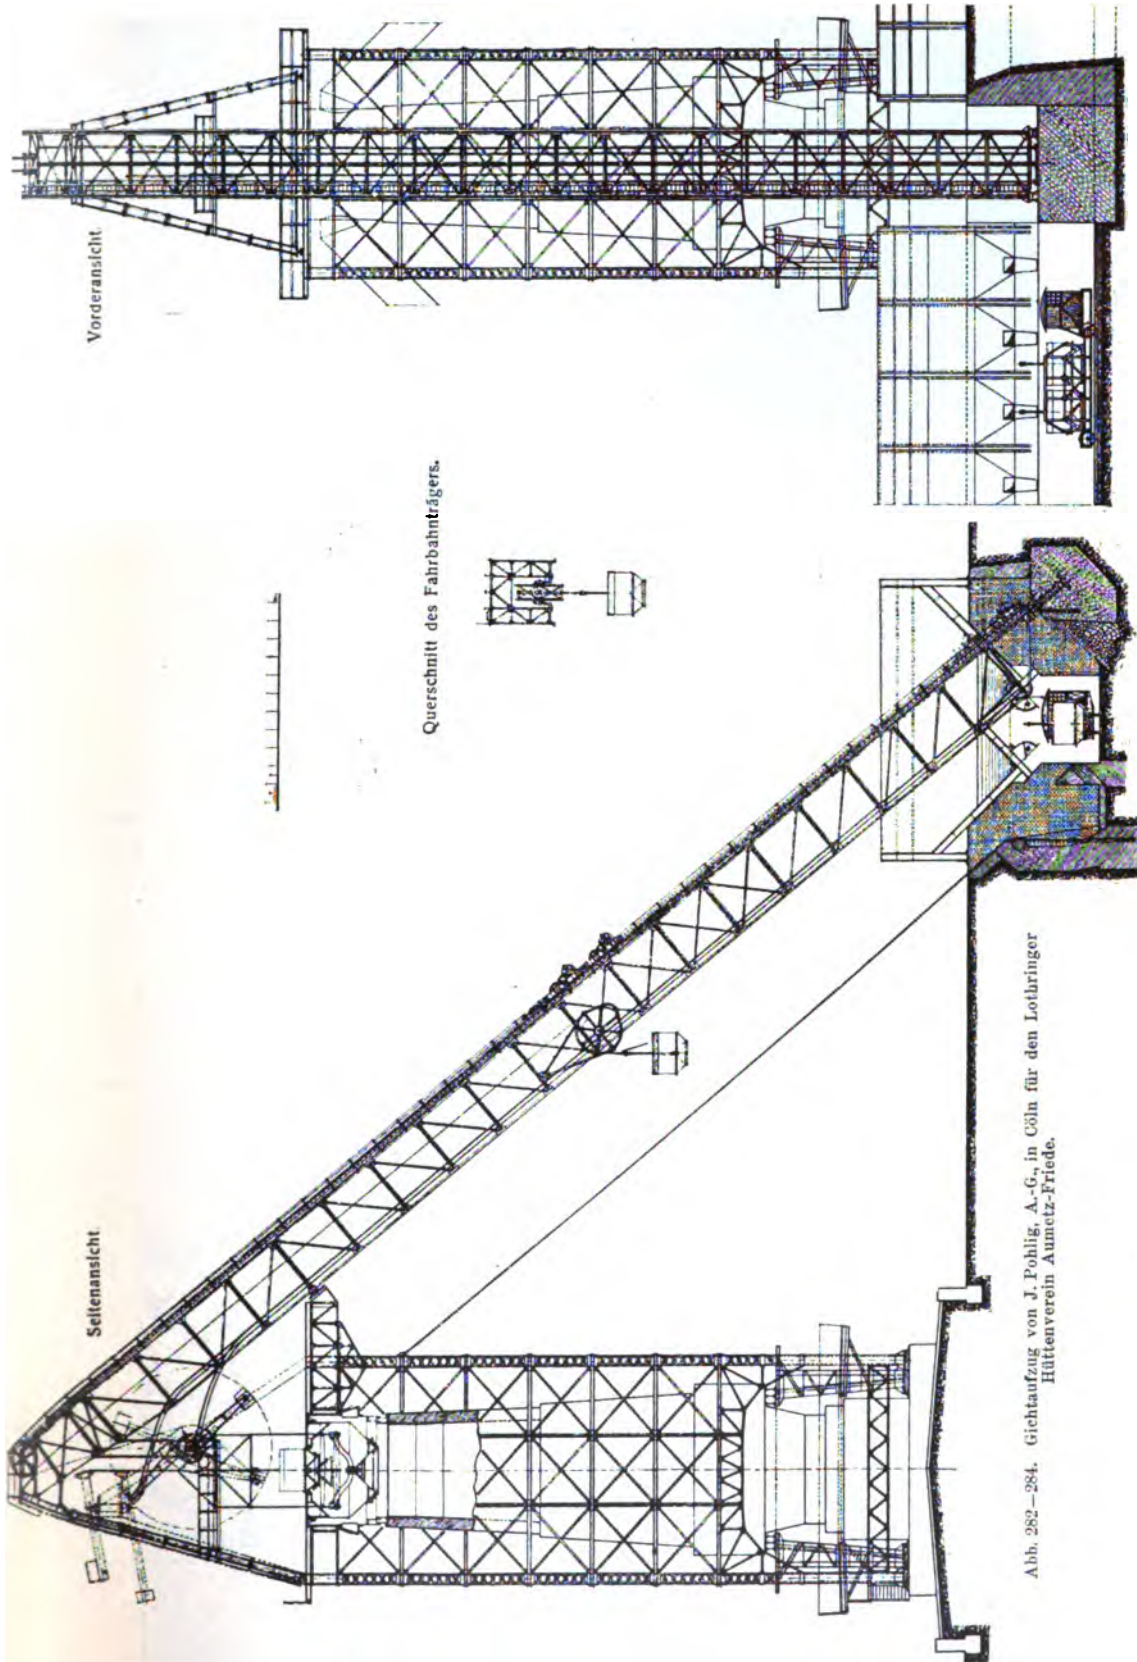 Seitenansicht.
Vorderansicht.
Querschnitt des Fahrbahnträgers.
Abb. 282–284. Gichtaufzug von J. Pohlig, A.-G., in Cöln für den Lothringer
Hüttenverein Aumetz-Friede.